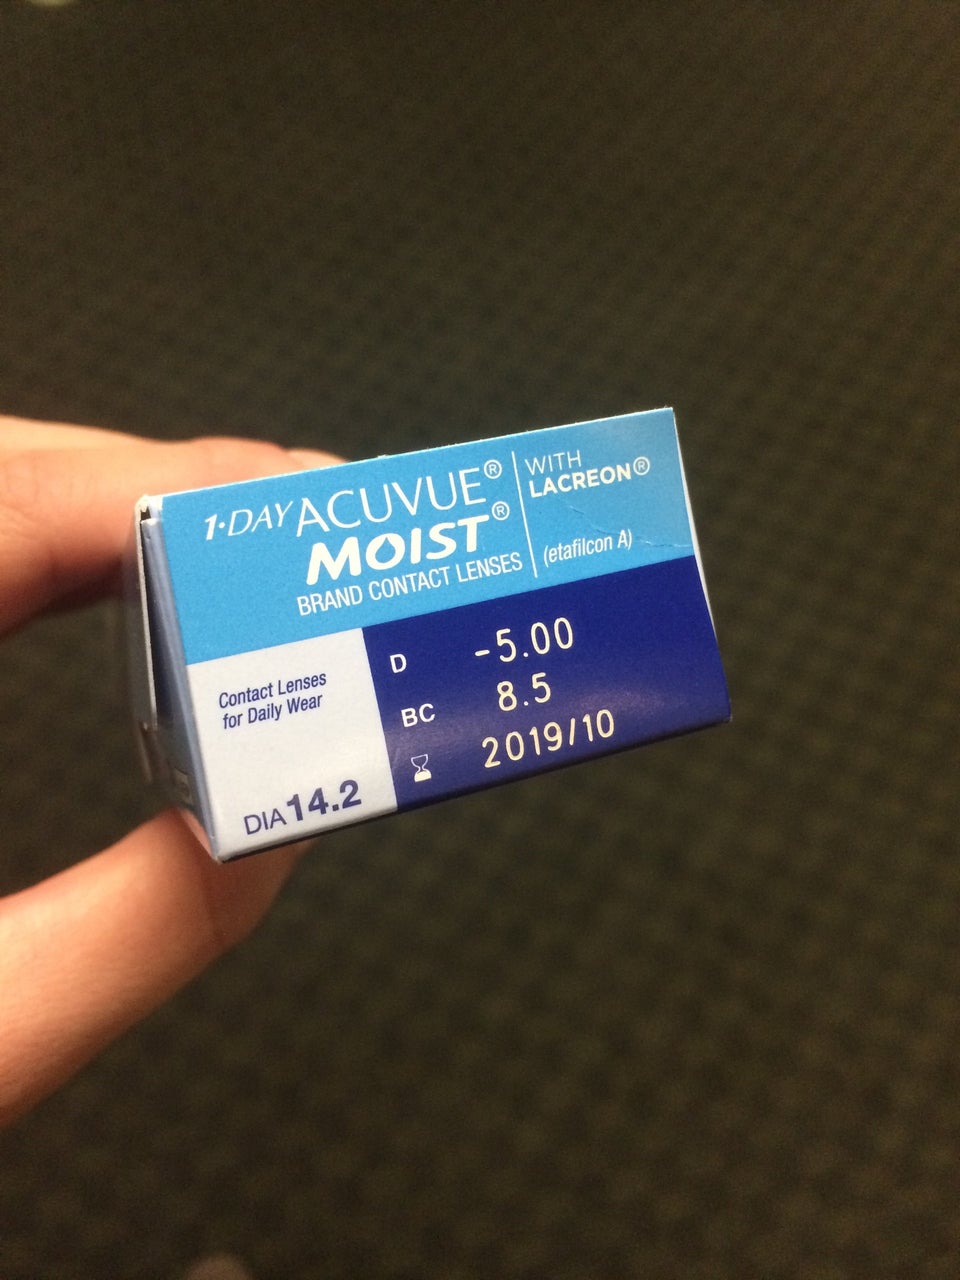 1·DAY ACUVUE®
MOIST®
BRAND CONTACT LENSES
WITH
LACREON®
(etafilcon A)
Contact Lenses
for Daily Wear
DIA 14.2
D -5.00
BC 8.5
2019/10